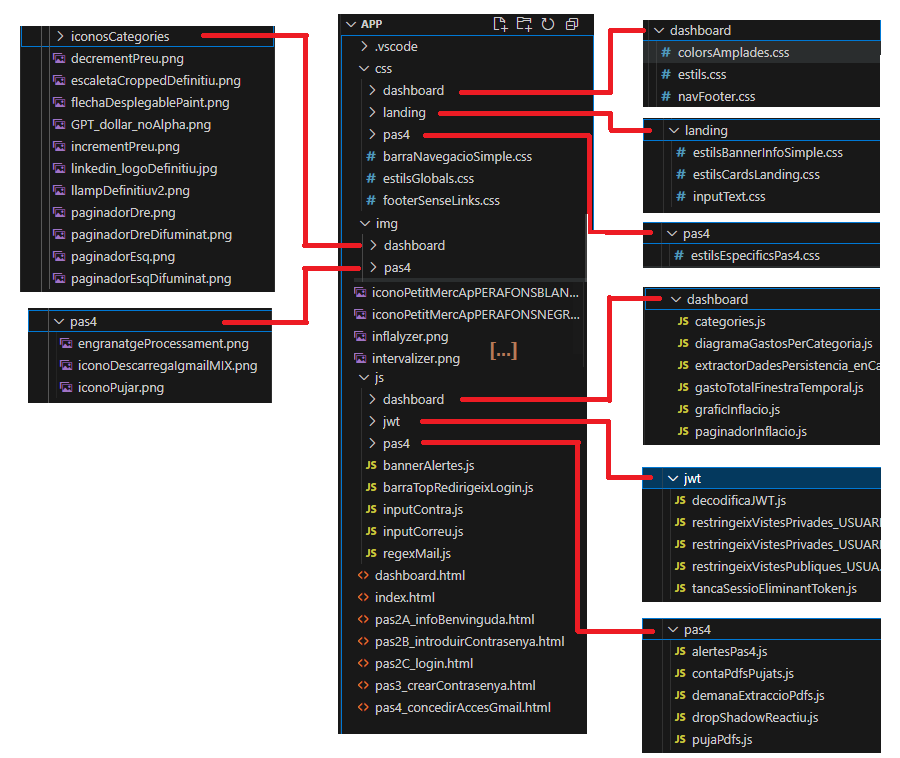 iconosCategories
decrementPreu.png
escaletaCroppedDefinitiu.png
flechaDesplegablePaint.png
GPT_dollar_noAlpha.png
incrementPreu.png
linkedin_logoDefinitiu.jpg
llampDefinitiuv2.png
paginadorDre.png
paginadorDreDifuminat.png
paginadorEsq.png
paginadorEsqDifuminat.png
pas4
engranatgeProcessament.png
iconoDescarregaIgmailMIX.png
iconoPujar.png
APP
.vscode
css
dashboard
landing
pas4
# barraNavegacioSimple.css
# estilsGlobals.css
# footerSenseLinks.css
img
dashboard
pas4
iconoPetitMercApPERAFONSBLAN...
iconoPetitMercApPERAFONSNEGR...
inflalyzer.png
intervalizer.png
[...]
js
dashboard
jwt
pas4
JS bannerAlertes.js
JS barraTopRedirigeixLogin.js
JS inputContra.js
JS inputCorreu.js
JS regexMail.js
<> dashboard.html
<> index.html
<> pas2A_infoBenvinguda.html
<> pas2B_introduirContrasenya.html
<> pas2C_login.html
<> pas3_crearContrasenya.html
<> pas4_concedirAccesGmail.html
dashboard
# colorsAmplades.css
# estils.css
# navFooter.css
landing
# estilsBannerInfoSimple.css
# estilsCardsLanding.css
# inputText.css
pas4
# estilsEspecificsPas4.css
dashboard
JS categories.js
JS diagramaGastosPerCategoria.js
JS extractorDadesPersistencia_enCa
JS gastoTotalFinestraTemporal.js
JS graficInflacio.js
JS paginadorInflacio.js
jwt
JS decodificaJWT.js
JS restringeixVistesPrivades_USUARI
JS restringeixVistesPrivades_USUARI
JS restringeixVistesPubliques_USUA
JS tancaSessioEliminantToken.js
pas4
JS alertesPas4.js
JS contaPdfsPujats.js
JS demanaExtraccioPdfs.js
JS dropShadowReactiu.js
JS pujaPdfs.js